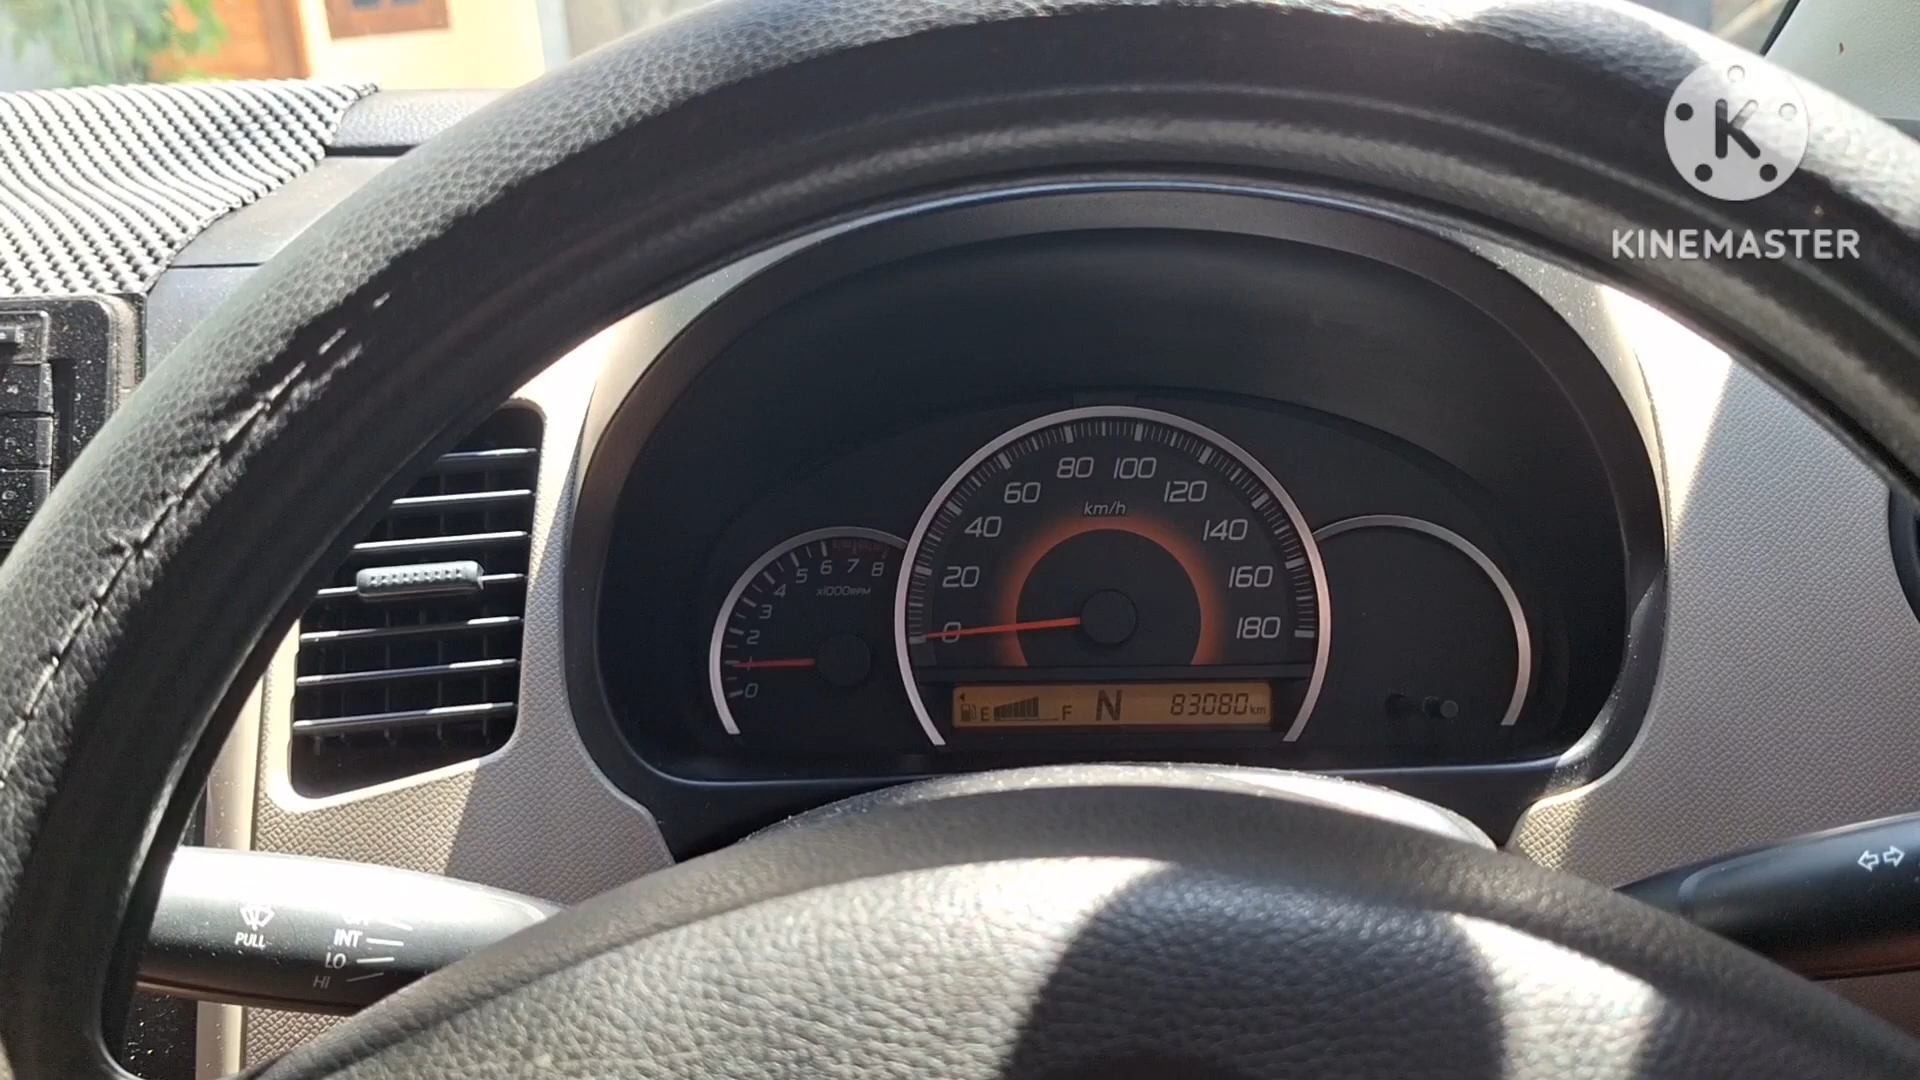 K
KINEMASTER
80 100
60 120
km/h
40 140
20 160
0 180
5 6 7 8
4
x1000RPM
3
2
1
0
E F N 83080km
PULL
INT
LO
HI